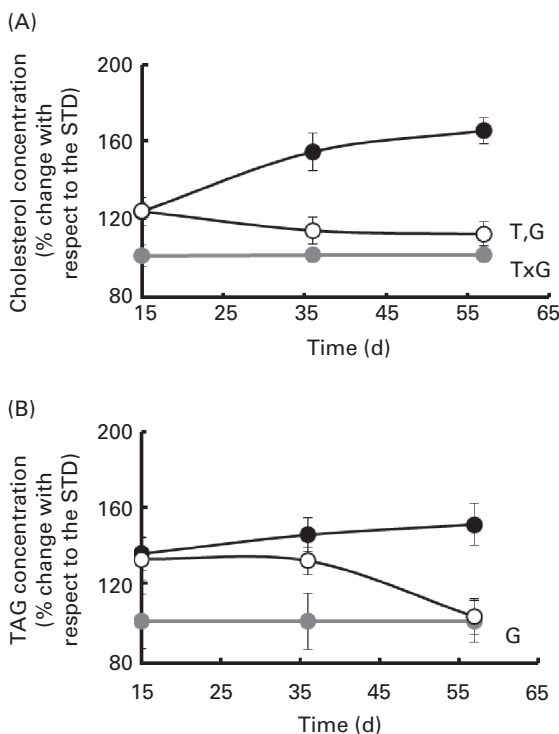 (A)
Cholesterol concentration
(% change with
respect to the STD)
200
160
120
80
T,G
TxG
15 25 35 45 55 65
Time (d)
(B)
TAG concentration
(% change with
respect to the STD)
200
160
120
80
G
15 25 35 45 55 65
Time (d)